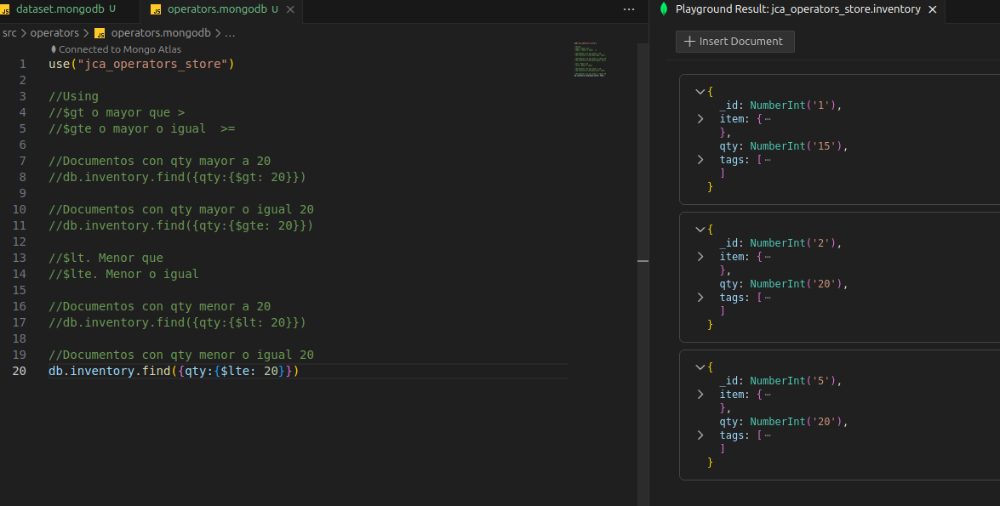 JS dataset.mongodb U
JS operators.mongodb U
src > operators > JS operators.mongodb > ...
Connected to Mongo Atlas
1 use("jca_operators_store")
2
3 //Using
4 //$gt o mayor que >
5 //$gte o mayor o igual  >=
6
7 //Documentos con qty mayor a 20
8 //db.inventory.find({qty:{$gt: 20}})
9
10 //Documentos con qty mayor o igual 20
11 //db.inventory.find({qty:{$gte: 20}})
12
13 //$lt. Menor que
14 //$lte. Menor o igual
15
16 //Documentos con qty menor a 20
17 //db.inventory.find({qty:{$lt: 20}})
18
19 //Documentos con qty menor o igual 20
20 db.inventory.find({qty:{$lte: 20}})
Playground Result: jca_operators_store.inventory
+ Insert Document
{
_id: NumberInt('1'),
item: {…
},
qty: NumberInt('15'),
tags: […
]
}
{
_id: NumberInt('2'),
item: {…
},
qty: NumberInt('20'),
tags: […
]
}
{
_id: NumberInt('5'),
item: {…
},
qty: NumberInt('20'),
tags: […
]
}